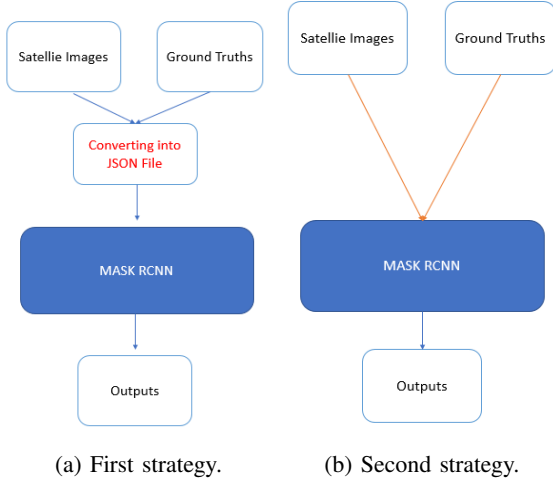 Satellie Images
Ground Truths
Converting into
JSON File
MASK RCNN
Outputs
(a) First strategy.
Satellie Images
Ground Truths
MASK RCNN
Outputs
(b) Second strategy.